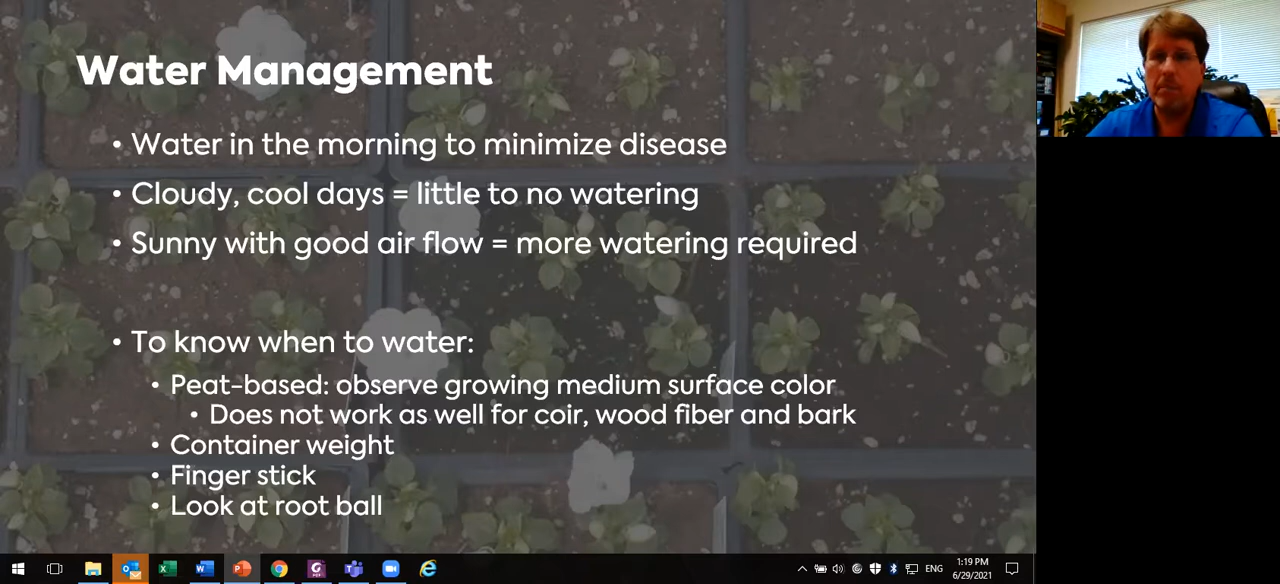 Water Management
• Water in the morning to minimize disease
• Cloudy, cool days = little to no watering
• Sunny with good air flow = more watering required
• To know when to water:
• Peat-based: observe growing medium surface color
• Does not work as well for coir, wood fiber and bark
• Container weight
• Finger stick
• Look at root ball
ENG
1:19 PM
6/29/2021